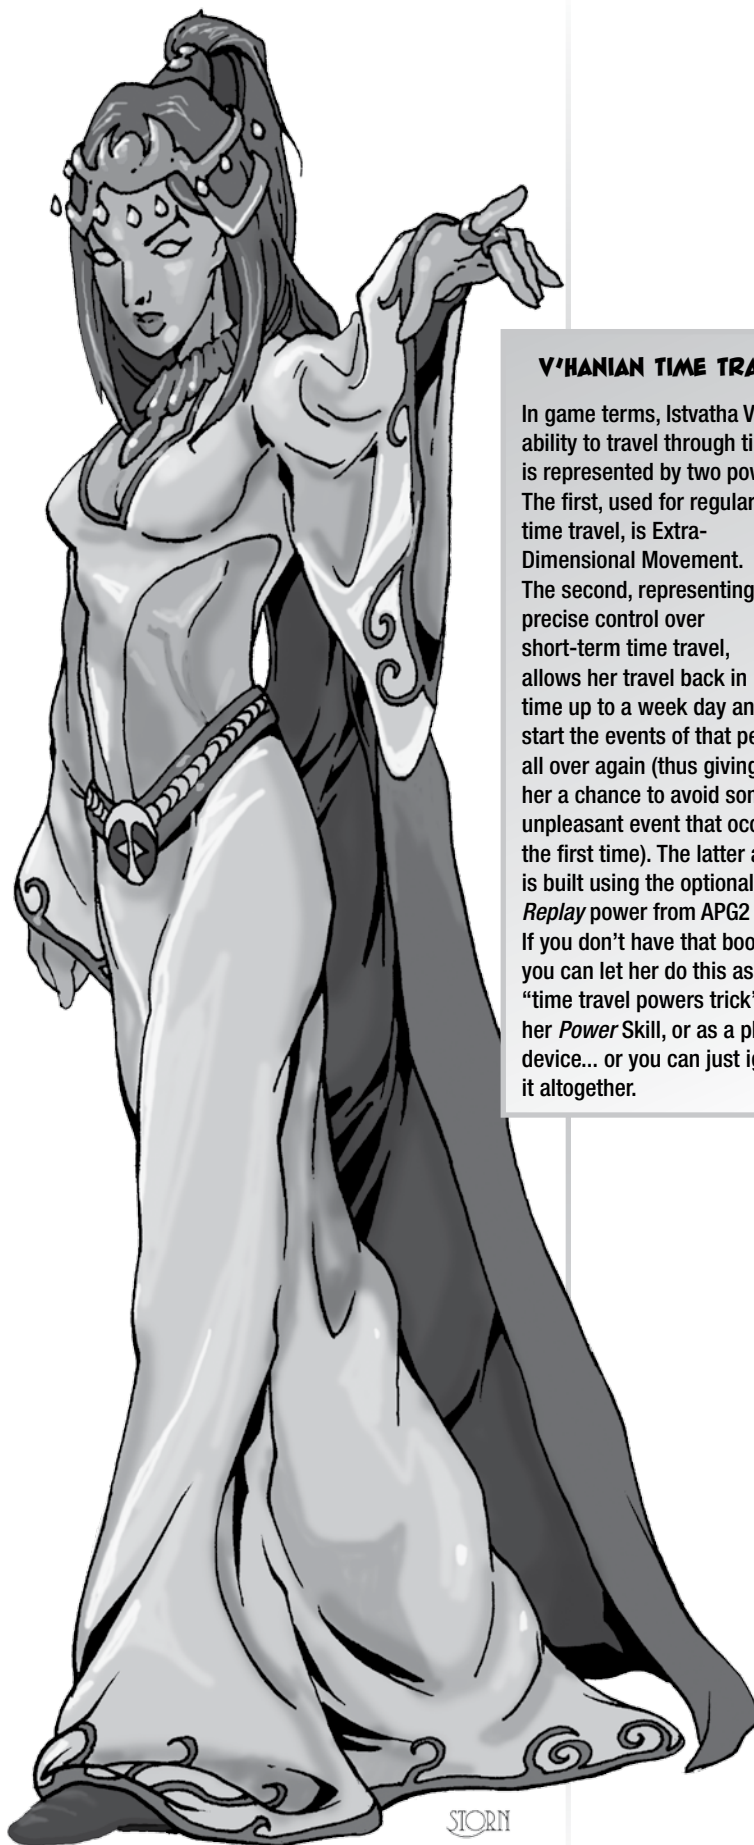 V'HANIAN TIME TRA
In game terms, Istvatha V
ability to travel through ti
is represented by two pow
The first, used for regular
time travel, is Extra-
Dimensional Movement.
The second, representing
precise control over
short-term time travel,
allows her travel back in
time up to a week day an
start the events of that pe
all over again (thus giving
her a chance to avoid so
unpleasant event that occ
the first time). The latter a
is built using the optional
Replay power from APG2
If you don't have that boo
you can let her do this as
“time travel powers trick”
her Power Skill, or as a pl
device... or you can just ig
it altogether.
STORN